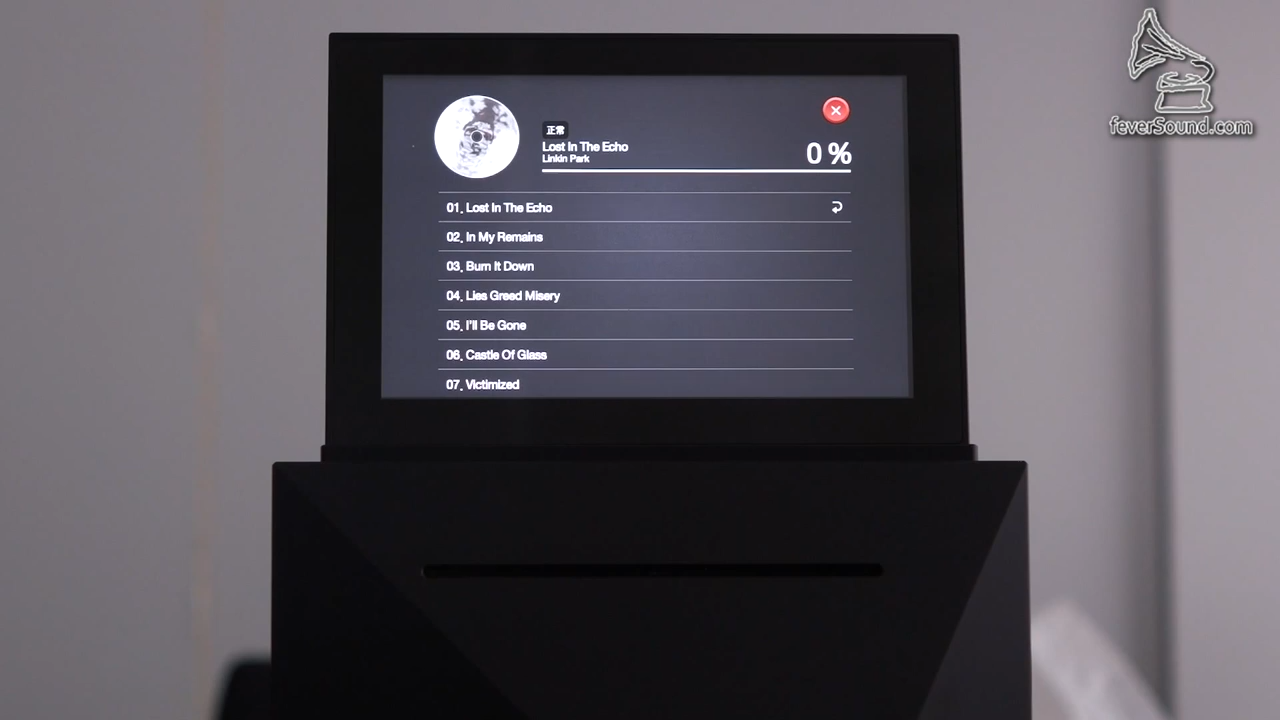 feverSound.com
正常
Lost In The Echo
Linkin Park
0 %
01. Lost In The Echo
02. In My Remains
03. Burn It Down
04. Lies Greed Misery
05. I'll Be Gone
06. Castle Of Glass
07. Victimized